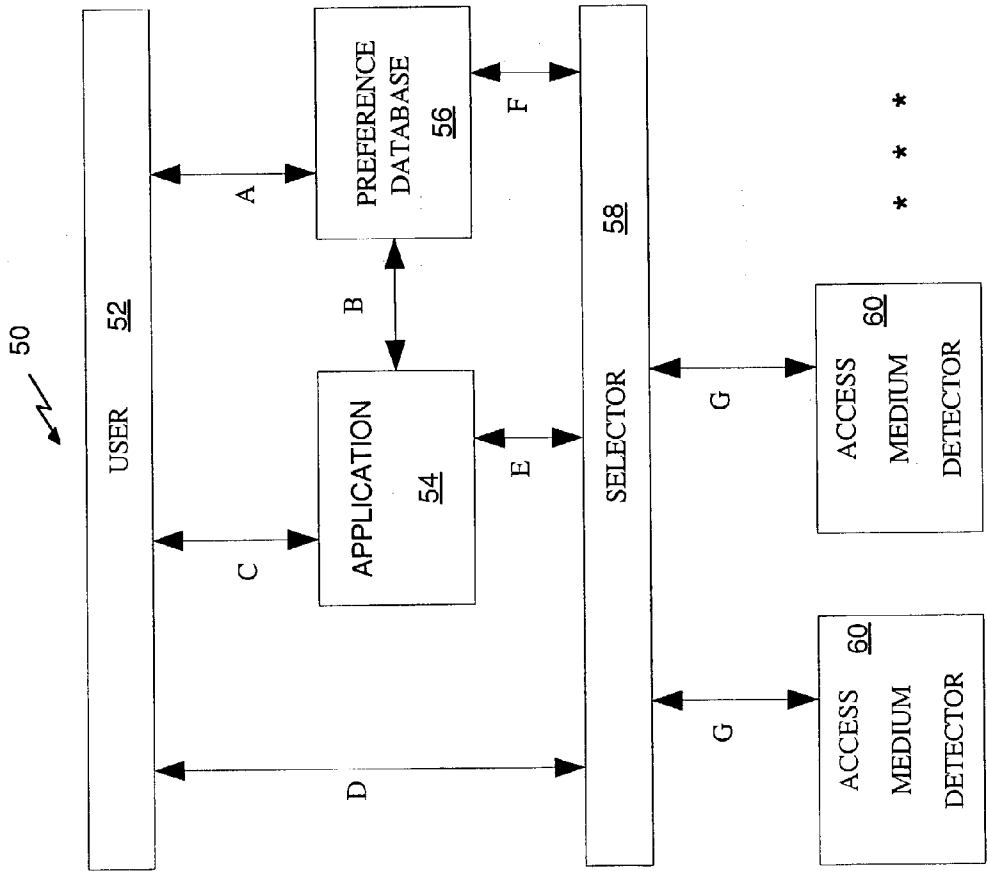 50
USER
52
D
C
A
APPLICATION
54
B
PREFERENCE
DATABASE
56
E
F
SELECTOR
58
G
G
ACCESS
60
MEDIUM
DETECTOR
ACCESS
60
MEDIUM
DETECTOR
* * *